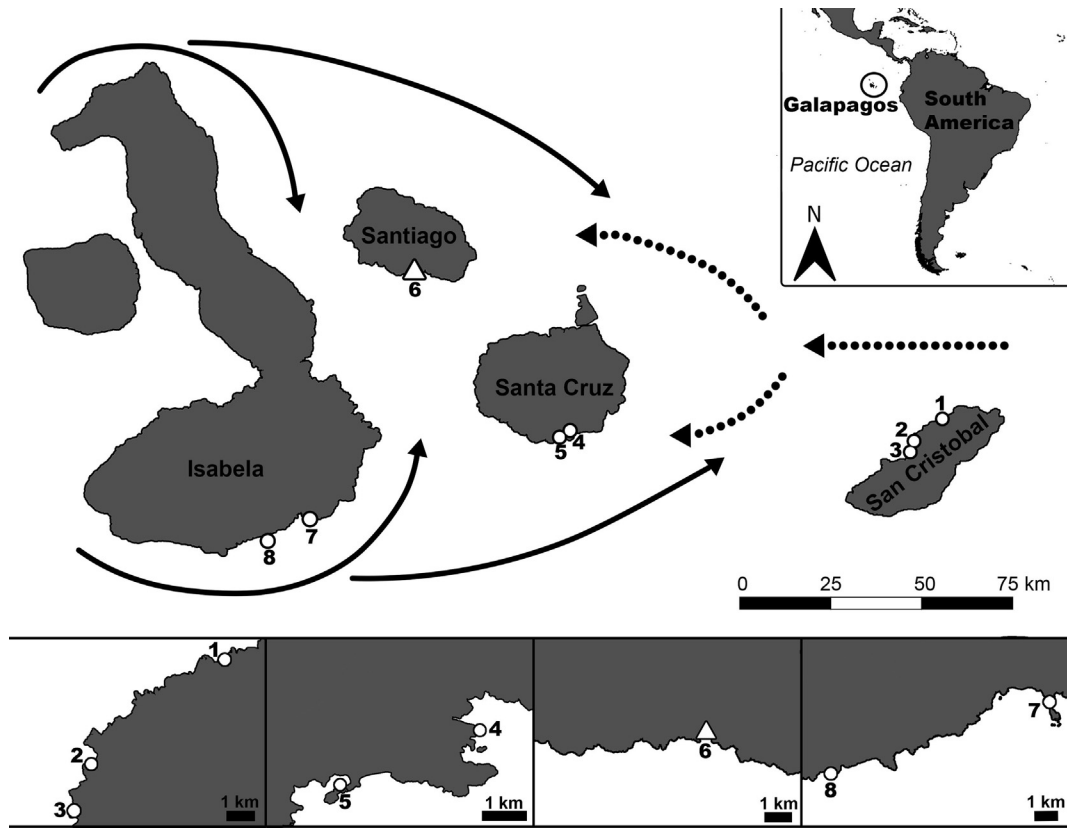 Galapagos
South
America
Pacific Ocean
N
Santiago
6
Santa Cruz
5 4
Isabela
7
8
1
2
3
San Cristobal
0 25 50 75 km
1
2
3
1 km
4
5
1 km
6
1 km
7
8
1 km